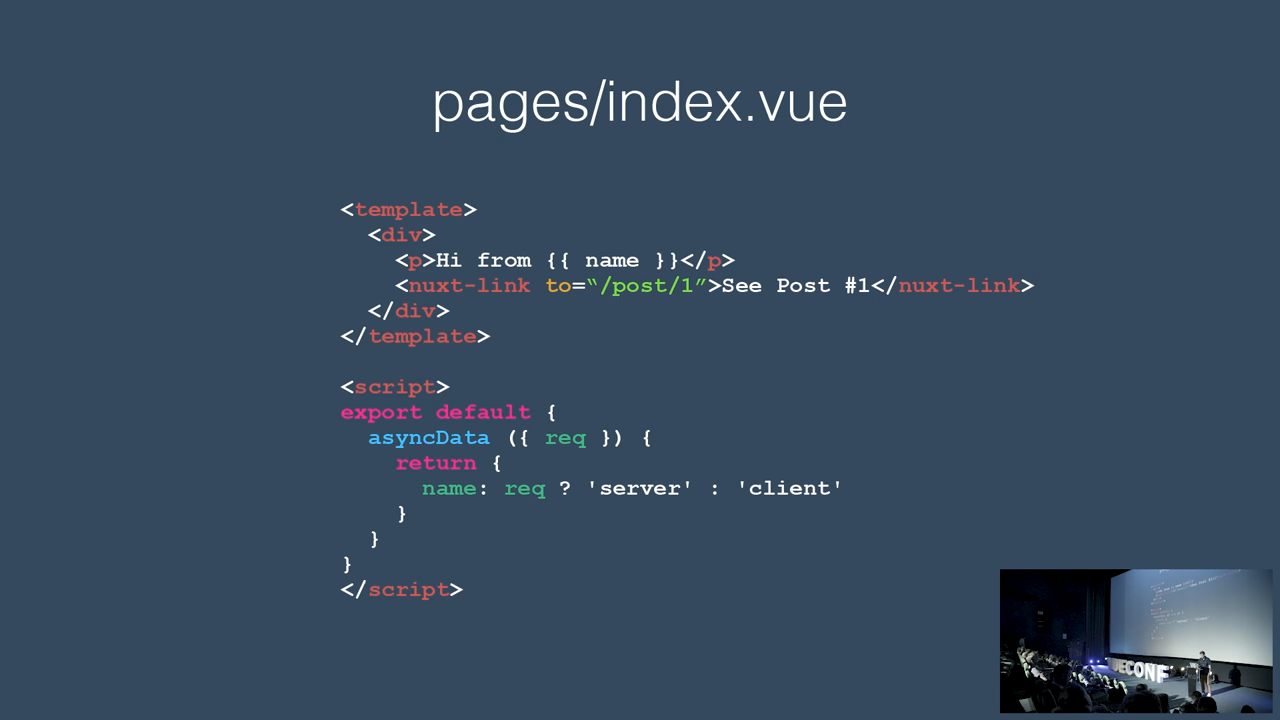 pages/index.vue
<template>
  <div>
    <p>Hi from {{ name }}</p>
    <nuxt-link to=“/post/1”>See Post #1</nuxt-link>
  </div>
</template>
<script>
export default {
  asyncData ({ req }) {
    return {
      name: req ? 'server' : 'client'
    }
  }
}
</script>
UECONF